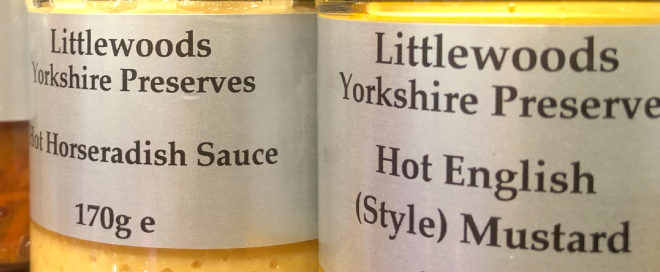 Littlewoods
Yorkshire Preserves
Hot Horseradish Sauce
170g e
Littlewoods
Yorkshire Preserve
Hot English
(Style) Mustard